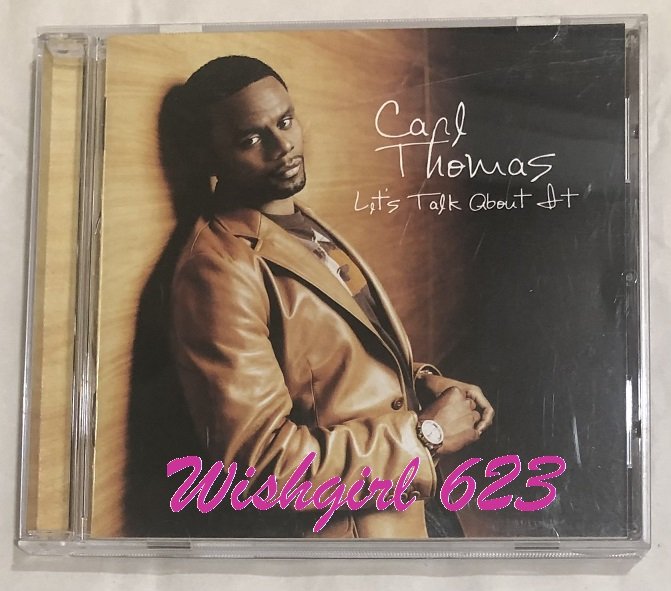 Carl
Thomas
Let's Talk About It
Wishgirl 623